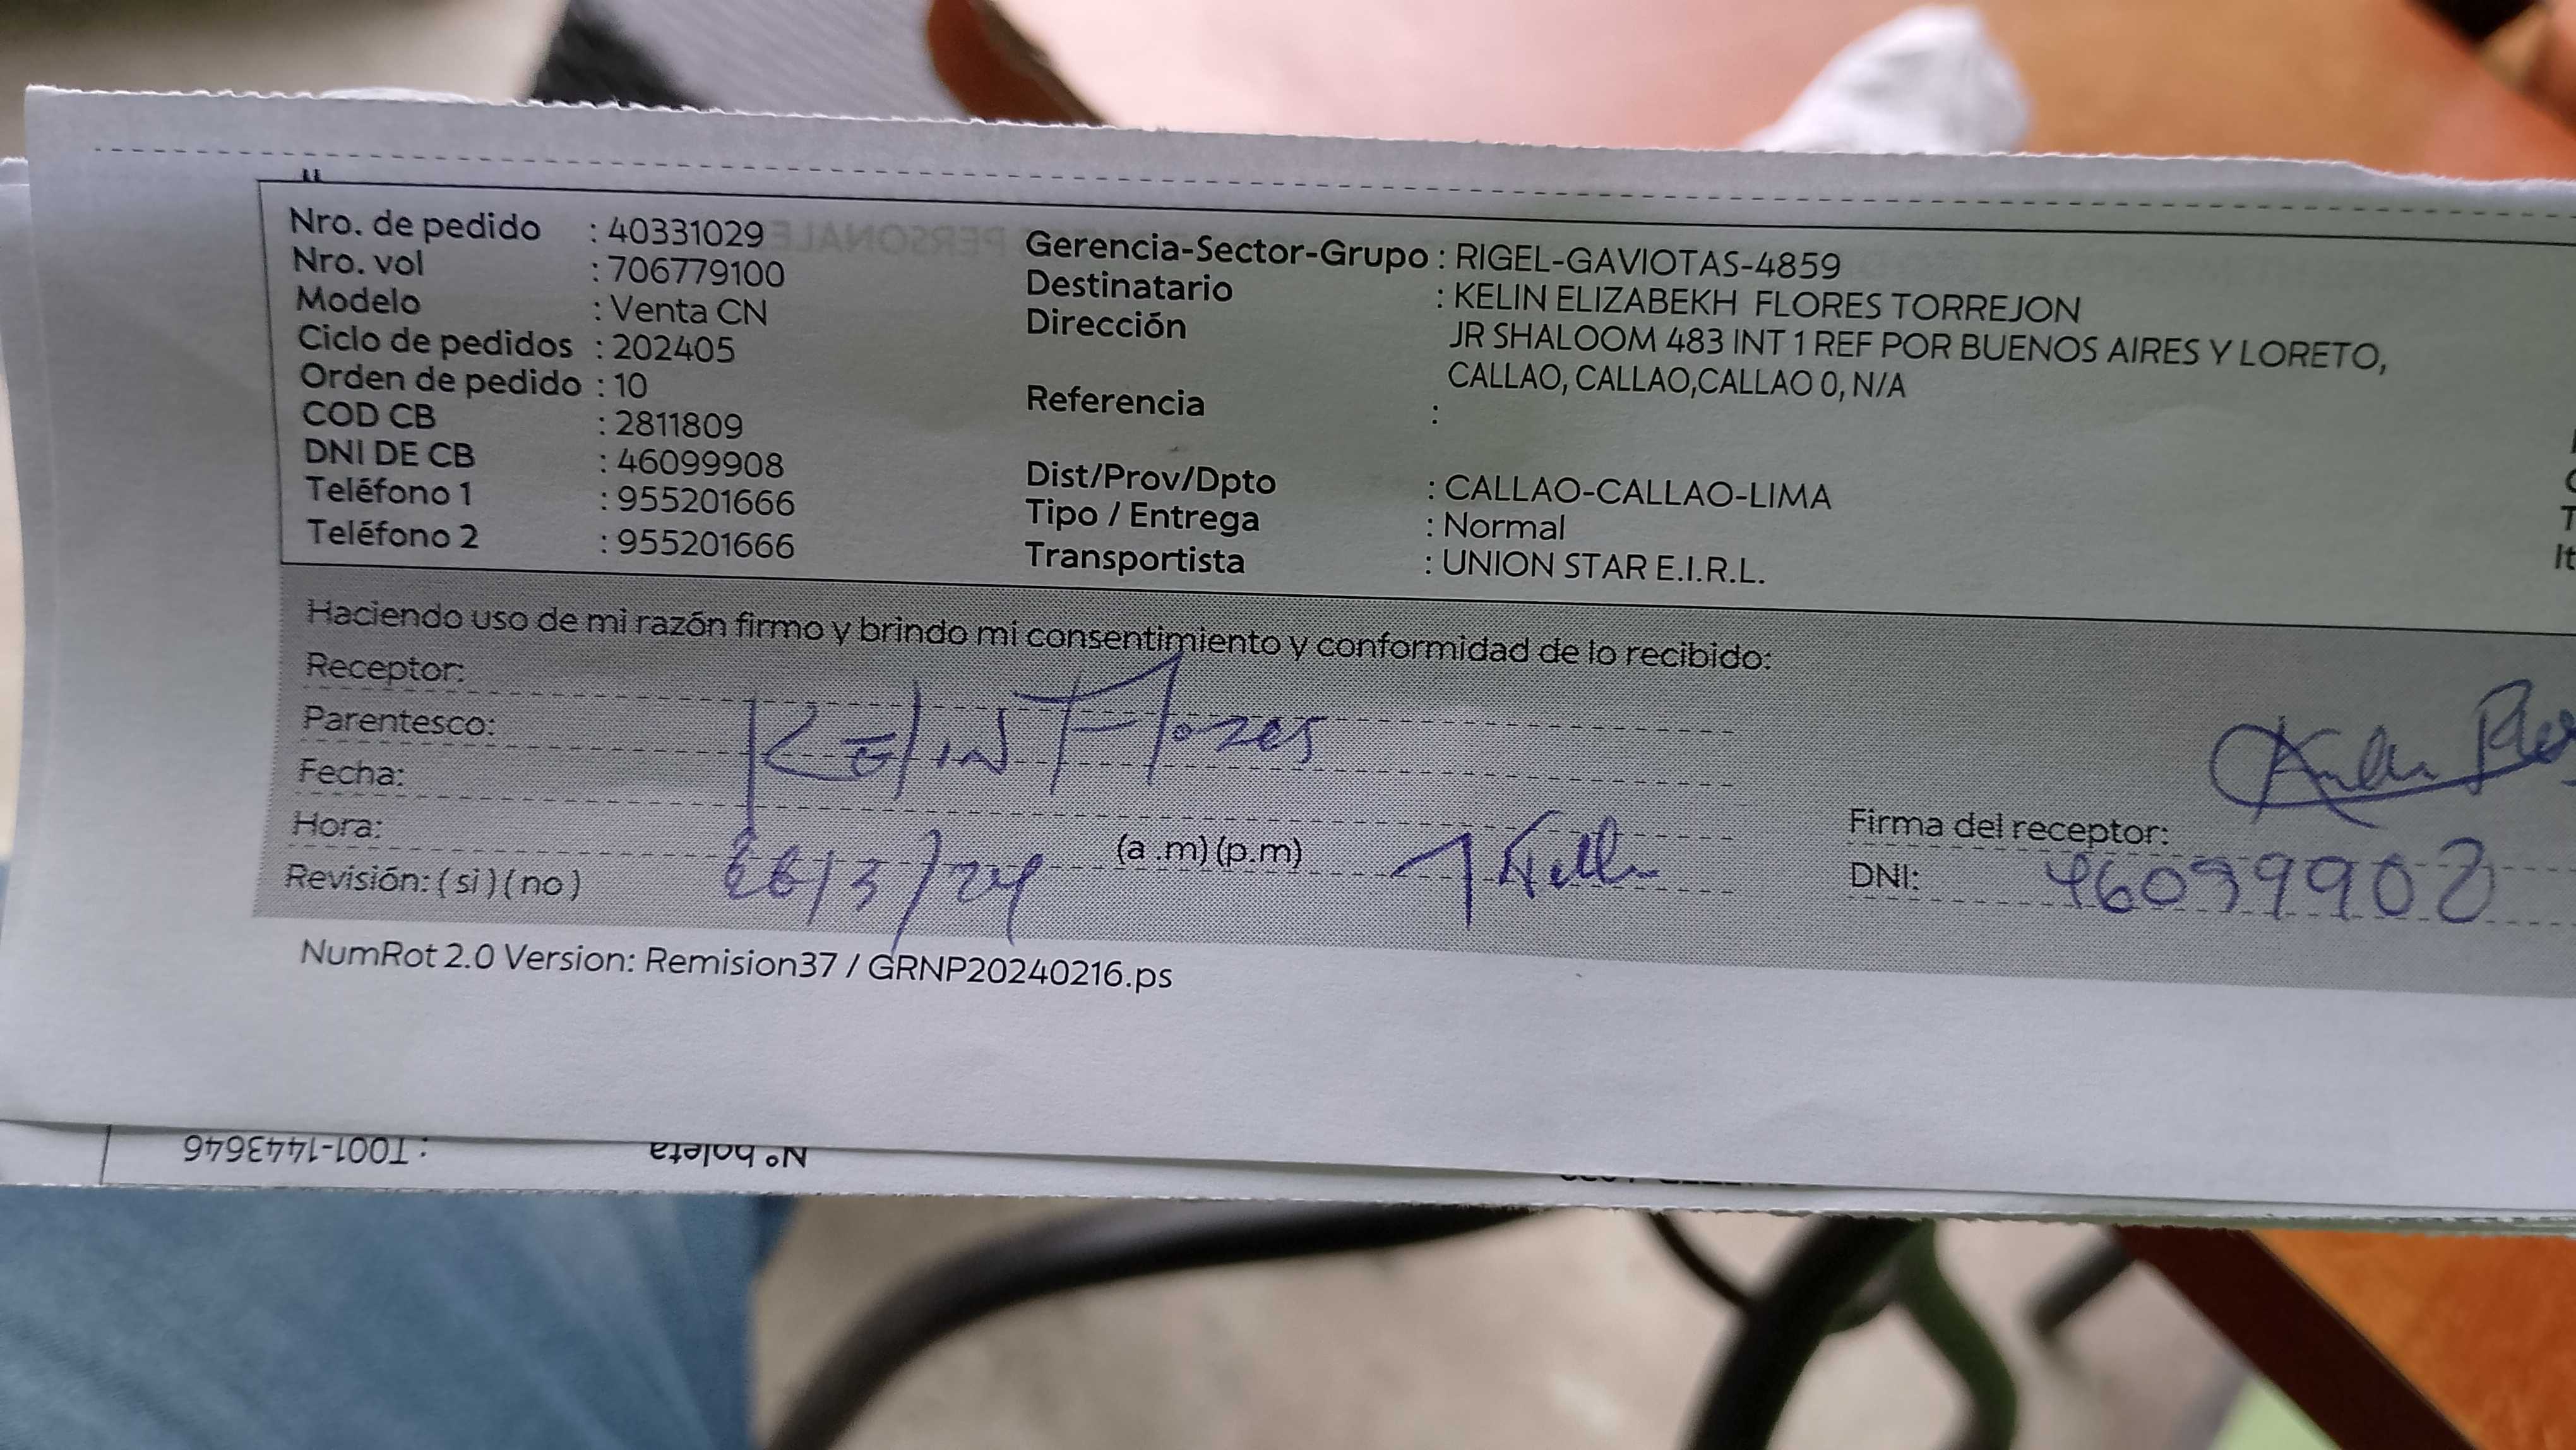 Nro. de pedido : 40331029
Nro. vol : 706779100
Modelo : Venta CN
Ciclo de pedidos : 202405
Orden de pedido : 10
COD CB : 2811809
DNI DE CB : 46099908
Teléfono 1 : 955201666
Teléfono 2 : 955201666
Gerencia-Sector-Grupo : RIGEL-GAVIOTAS-4859
Destinatario : KELIN ELIZABEKH FLORES TORREJON
Dirección JR SHALOOM 483 INT 1 REF POR BUENOS AIRES Y LORETO,
CALLAO, CALLAO,CALLAO 0, N/A
Referencia :
Dist/Prov/Dpto : CALLAO-CALLAO-LIMA
Tipo / Entrega : Normal
Transportista : UNION STAR E.I.R.L.
Haciendo uso de mi razón firmo y brindo mi consentimiento y conformidad de lo recibido:
Receptor:
Parentesco: Kelin Flores
Fecha:
Hora: (a .m) (p.m)
Revisión: ( si ) ( no ) 26/3/24
Firma del receptor:
DNI: 46099908
NumRot 2.0 Version: Remision37 / GRNP20240216.ps
N° boleta : T001-1443646